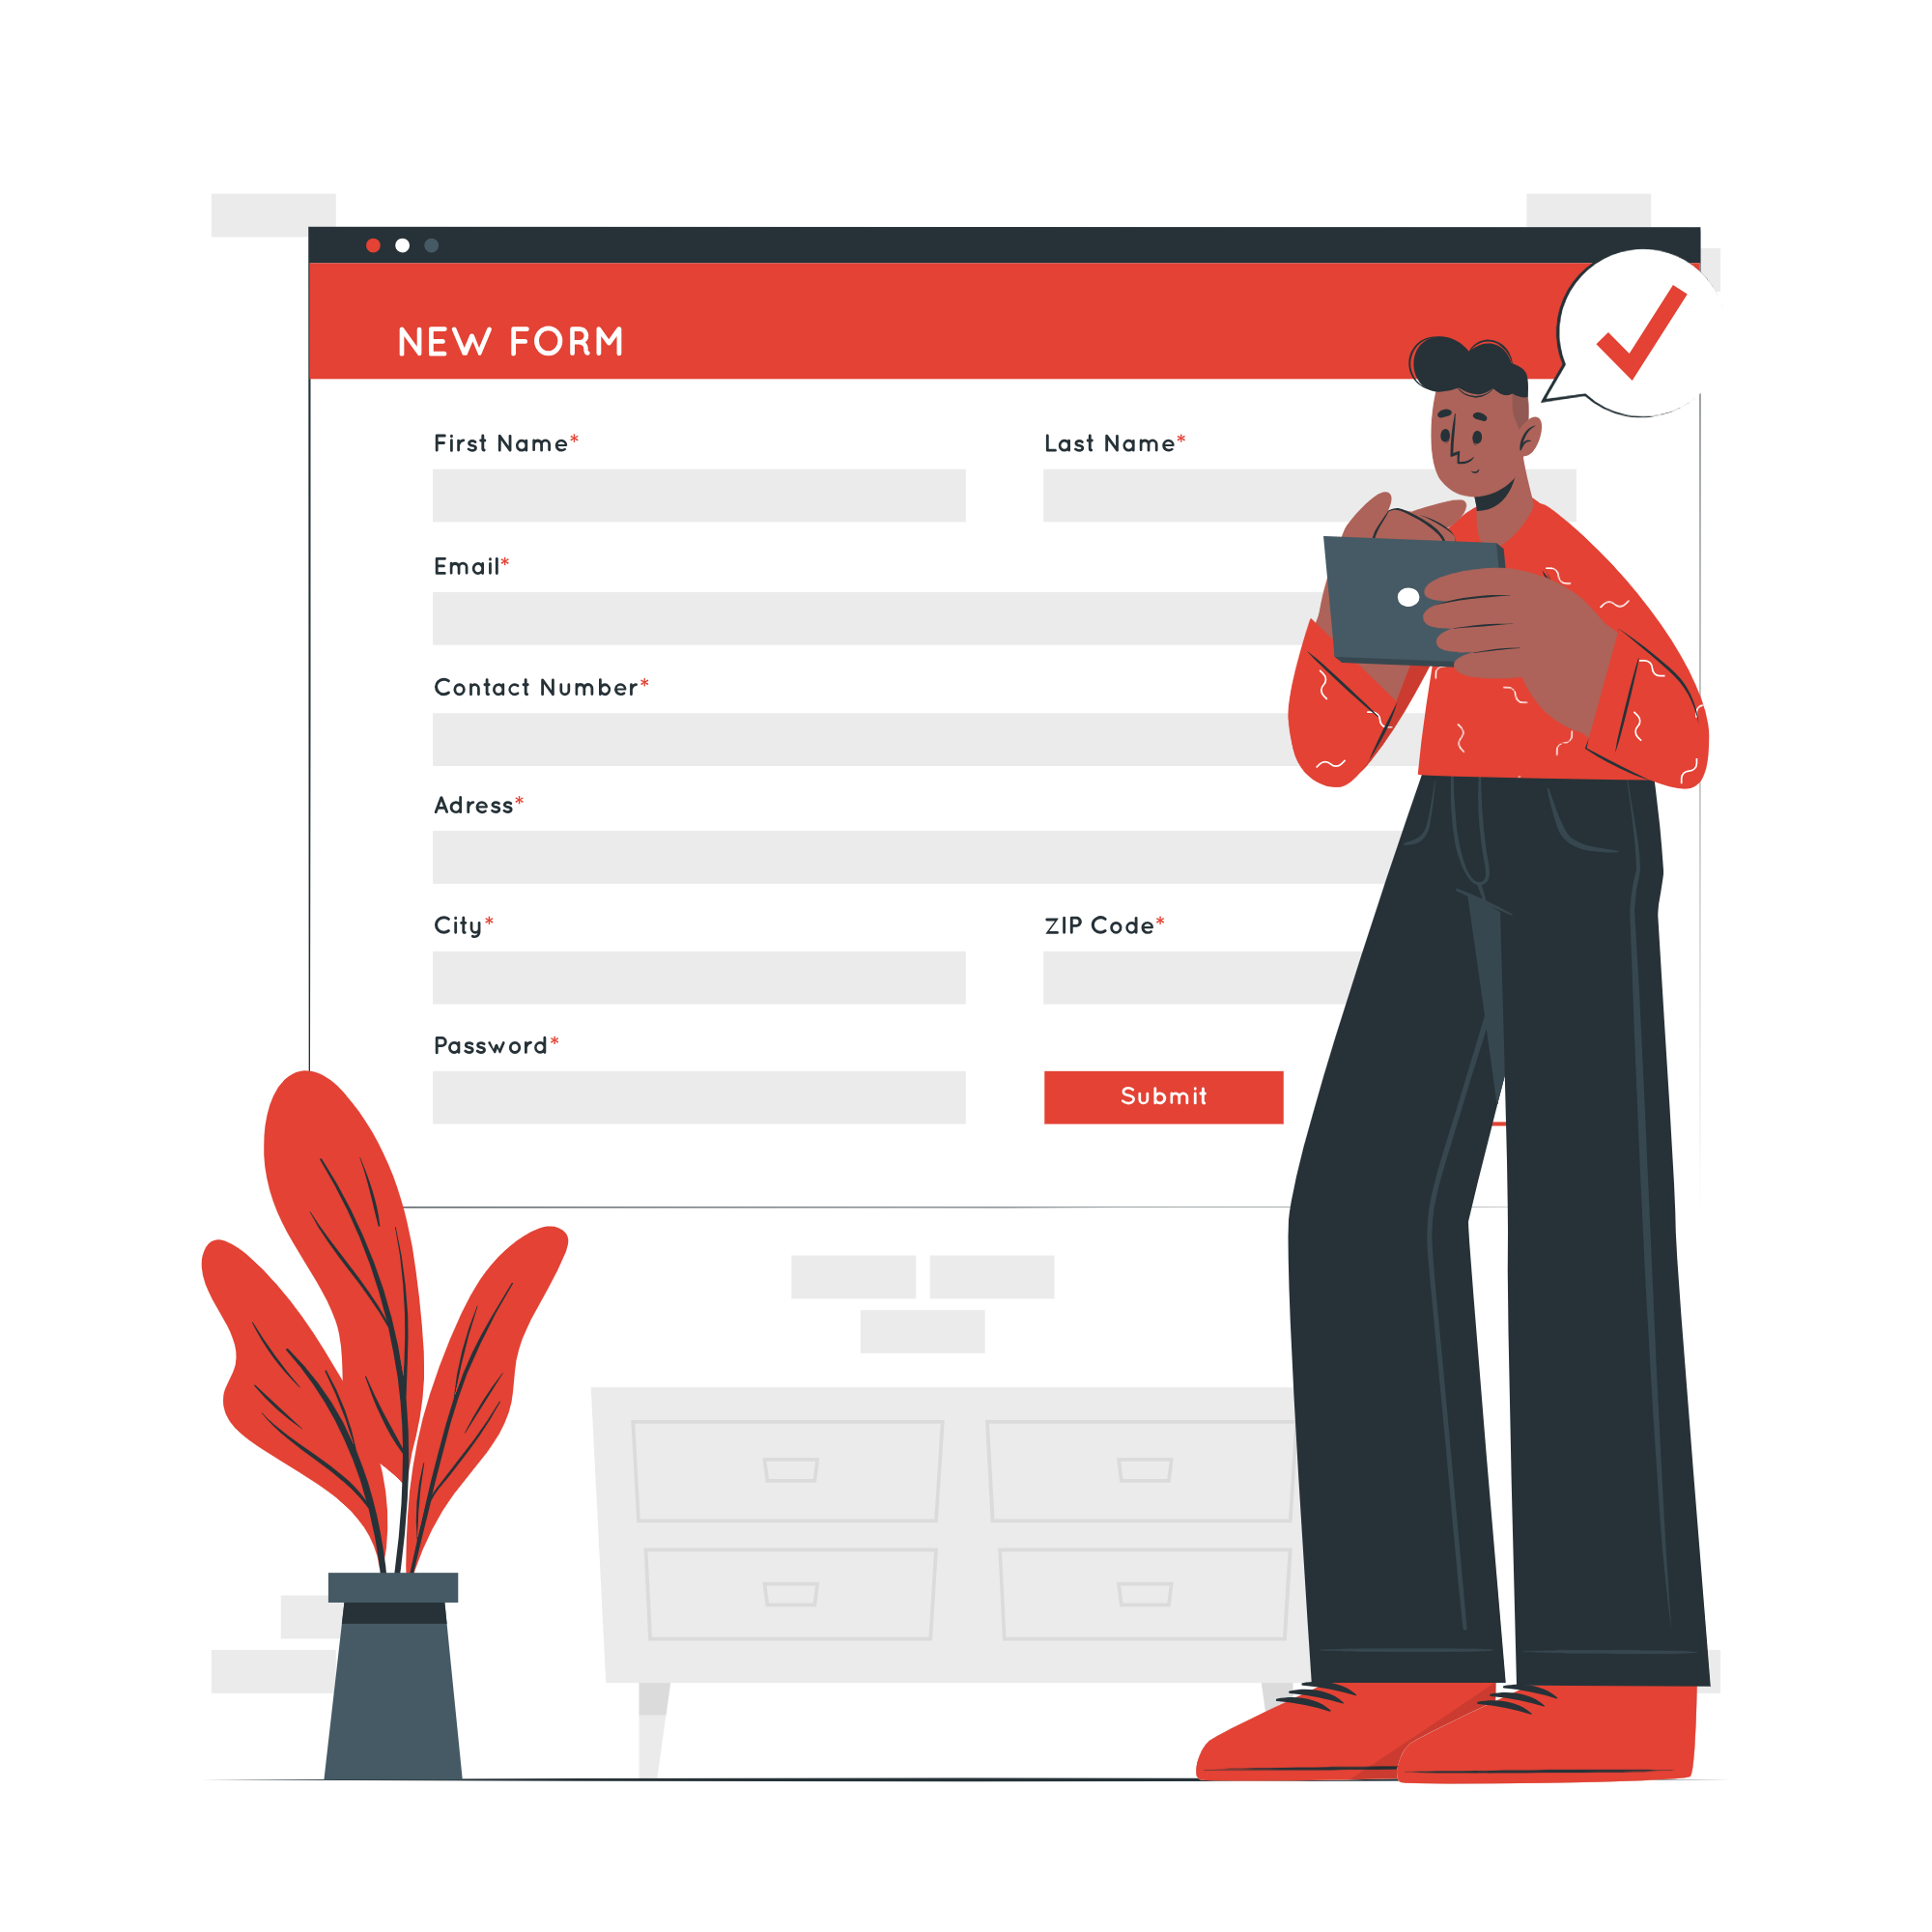 NEW FORM
First Name* Last Name*
Email*
Contact Number*
Adress*
City* ZIP Code*
Password*
Submit